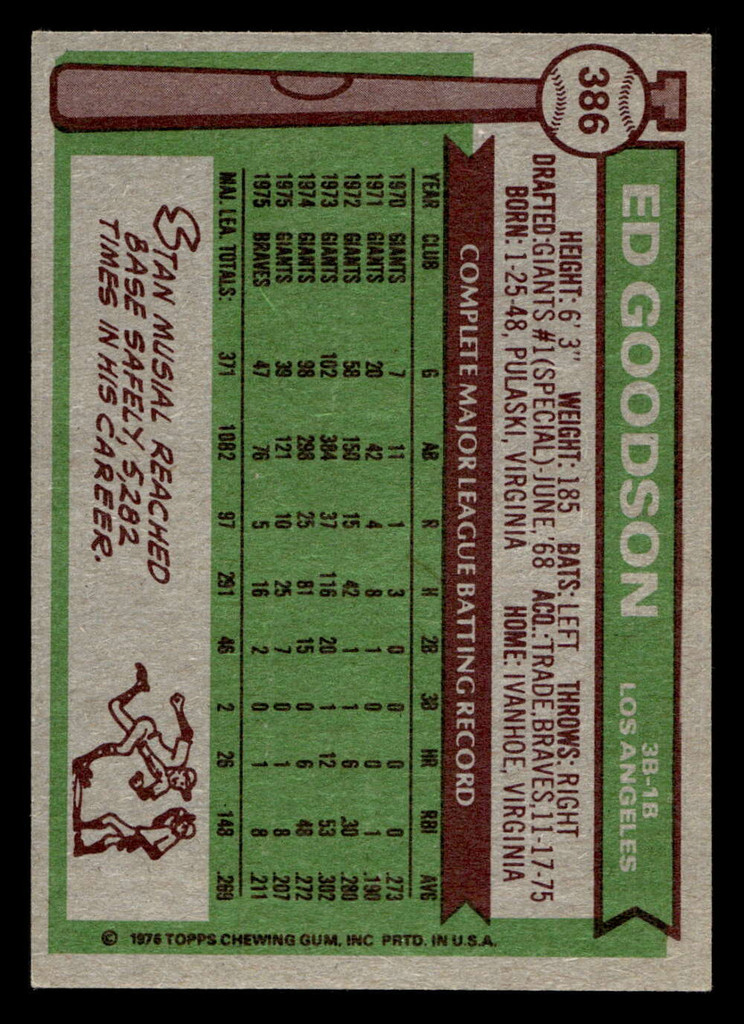 386
ED GOODSON
3B-1B
LOS ANGELES
HEIGHT: 6' 3" WEIGHT: 185 BATS: LEFT THROWS: RIGHT
DRAFTED: GIANTS #1 (SPECIAL)-JUNE, '68 ACQ.: TRADE, BRAVES, 11-17-75
BORN: 1-25-48, PULASKI, VIRGINIA HOME: IVANHOE, VIRGINIA
COMPLETE MAJOR LEAGUE BATTING RECORD
YEAR CLUB G AB R H 2B 3B HR RBI AVG
1970 GIANTS 7 11 1 3 0 0 0 0 .273
1971 GIANTS 20 42 4 8 1 0 0 1 .190
1972 GIANTS 58 150 15 42 1 1 6 30 .280
1973 GIANTS 102 384 37 116 20 1 12 53 .302
1974 GIANTS 98 298 25 81 15 0 6 48 .272
1975 GIANTS 39 121 10 25 7 0 1 8 .207
1975 BRAVES 47 76 5 16 2 0 1 8 .211
MAJ. LEA. TOTALS: 371 1082 97 291 46 2 26 148 .269
STAN MUSIAL REACHED
BASE SAFELY, 5,282
TIMES IN HIS CAREER.
© 1976 TOPPS CHEWING GUM, INC PRTD. IN U.S.A.